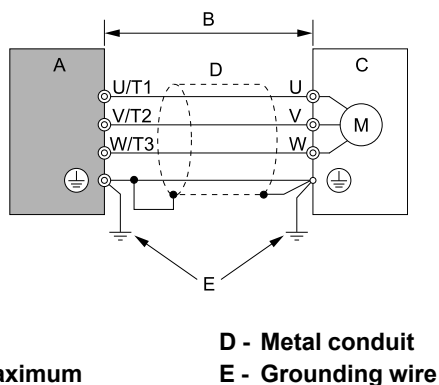 B
A
D
C
U/T1
U
V/T2
V
M
W/T3
W
E
D - Metal conduit
aximum
E - Grounding wire